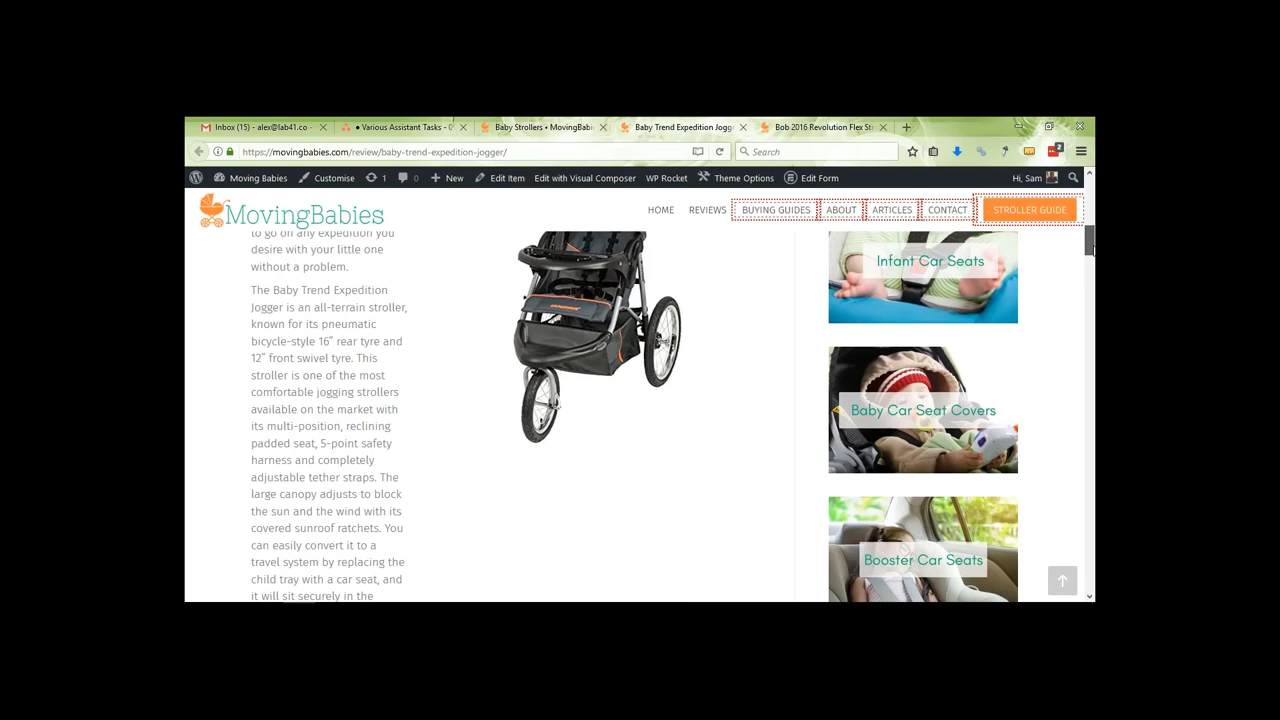 Inbox (15) - alex@lab41.co -
• Various Assistant Tasks - 0
Baby Strollers • MovingBabi
Baby Trend Expedition Jogg
Bob 2016 Revolution Flex St
https://movingbabies.com/review/baby-trend-expedition-jogger/
Search
2
Moving Babies
Customise
1
0
New
Edit Item
Edit with Visual Composer
WP Rocket
Theme Options
Edit Form
Hi, Sam
MovingBabies
HOME
REVIEWS
BUYING GUIDES
ABOUT
ARTICLES
CONTACT
STROLLER GUIDE
to go on any expedition you
desire with your little one
without a problem.
The Baby Trend Expedition
Jogger is an all-terrain stroller,
known for its pneumatic
bicycle-style 16” rear tyre and
12” front swivel tyre. This
stroller is one of the most
comfortable jogging strollers
available on the market with
its multi-position, reclining
padded seat, 5-point safety
harness and completely
adjustable tether straps. The
large canopy adjusts to block
the sun and the wind with its
covered sunroof ratchets. You
can easily convert it to a
travel system by replacing the
child tray with a car seat, and
it will sit securely in the
Infant Car Seats
Baby Car Seat Covers
Booster Car Seats